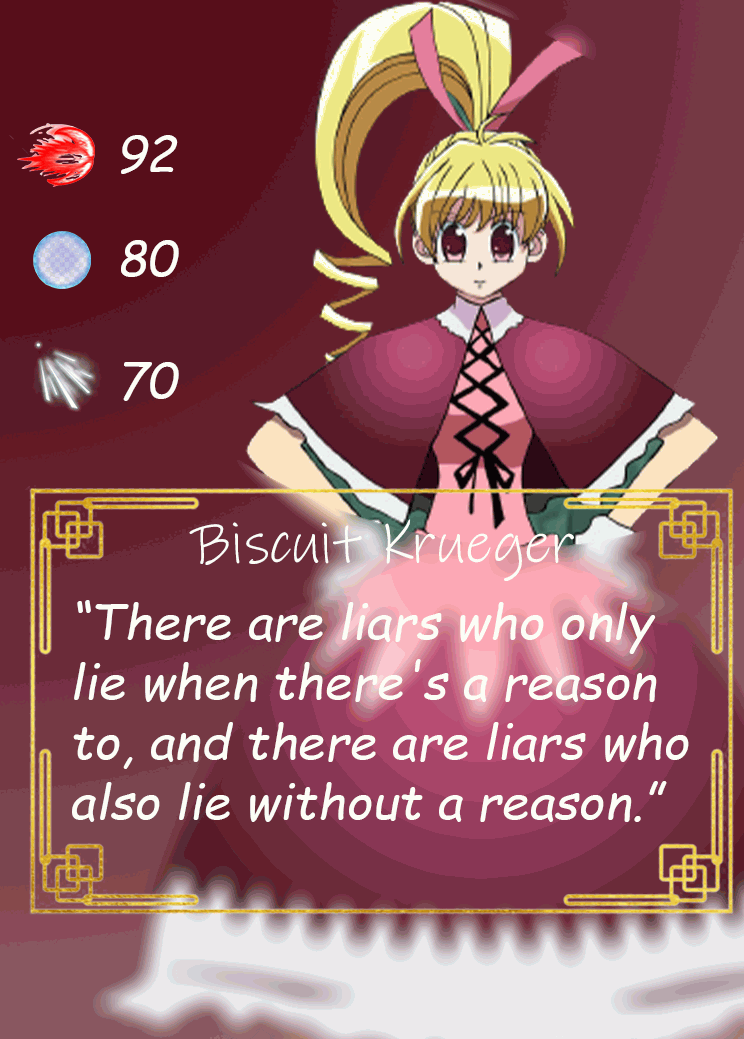 92
80
70
Biscuit Krueger
“There are liars who only
lie when there's a reason
to, and there are liars who
also lie without a reason.”